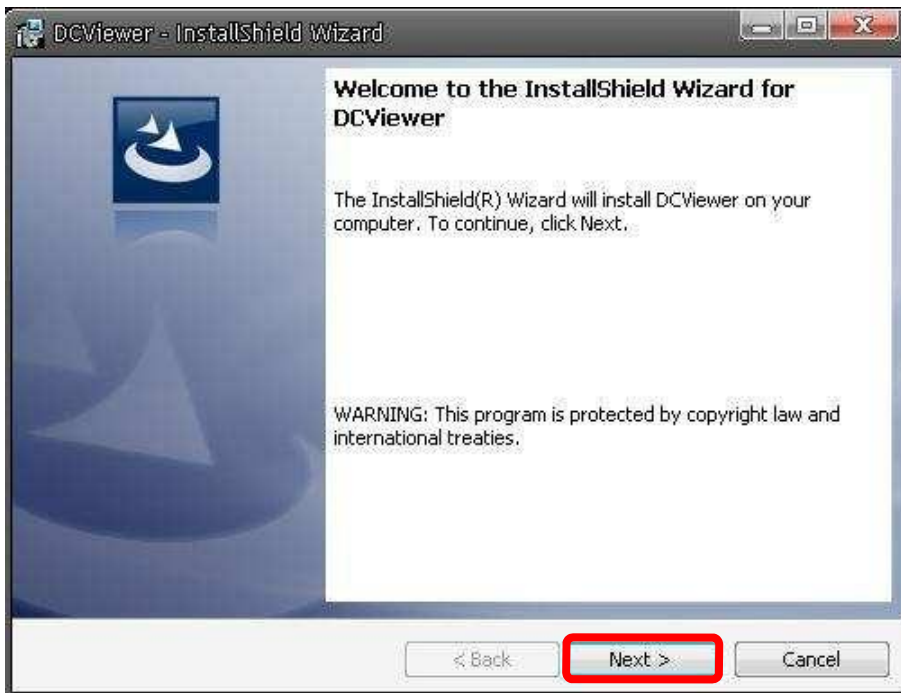 DCViewer - InstallShield Wizard
Welcome to the InstallShield Wizard for
DCViewer
The InstallShield(R) Wizard will install DCViewer on your
computer. To continue, click Next.
WARNING: This program is protected by copyright law and
international treaties.
< Back
Next >
Cancel